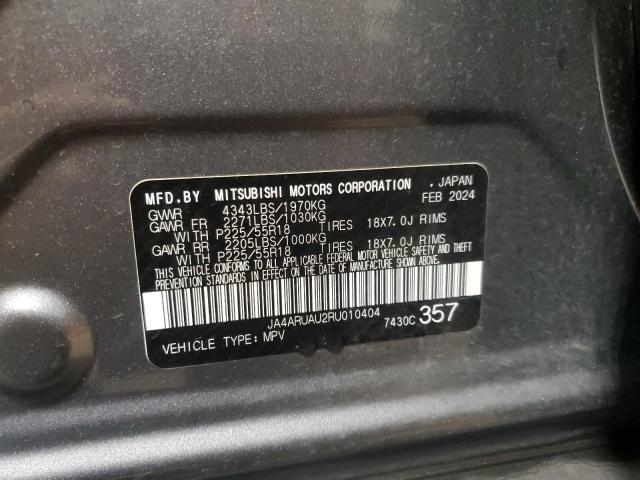 MFD.BY MITSUBISHI MOTORS CORPORATION . JAPAN
GVWR 4343LBS/1970KG FEB 2024
GAWR FR 2271LBS/1030KG
WITH P225/55R18 TIRES 18X7.0J RIMS
GAWR RR 2205LBS/1000KG
WITH P225/55R18 TIRES 18X7.0J RIMS
THIS VEHICLE CONFORMS TO ALL APPLICABLE FEDERAL MOTOR VEHICLE SAFETY AND THEFT
PREVENTION STANDARDS IN EFFECT ON THE DATE OF MANUFACTURE SHOWN ABOVE.
JA4ARUAU2RU010404 7430C 357
VEHICLE TYPE: MPV